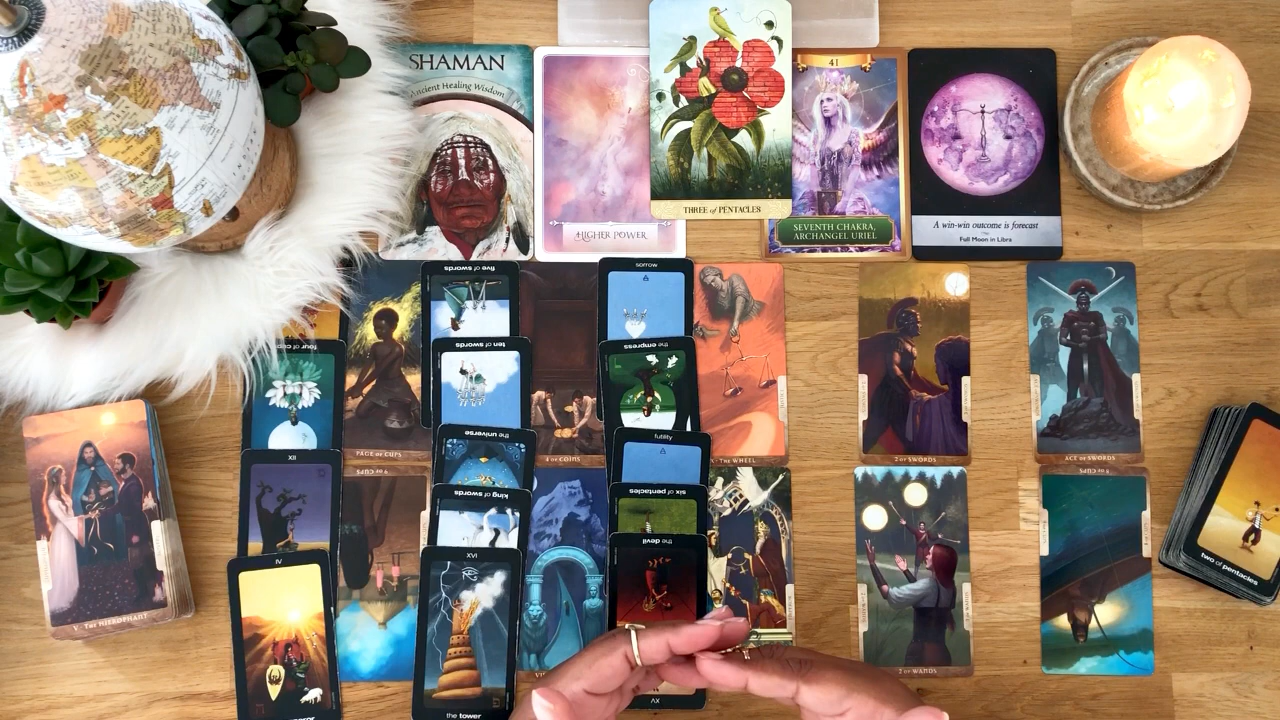 SHAMAN
Ancient Healing Wisdom
HIGHER POWER
THREE OF PENTACLES
41
SEVENTH CHAKRA,
ARCHANGEL URIEL
A win-win outcome is forecast
Full Moon in Libra
five of swords
sorrow
four of cups
ten of swords
the empress
PAGE OF CUPS
4 OF COINS
X - THE WHEEL
ACE OF SWORDS
the universe
futility
XII
6 OF CUPS
king of swords
six of pentacles
V - THE HIEROPHANT
IV
XVI
the devil
two of pentacles
2 OF WANDS
the tower
XV